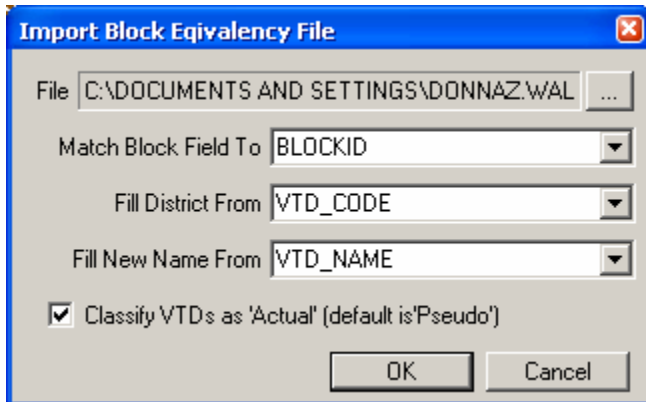 Import Block Eqivalency File
File C:\DOCUMENTS AND SETTINGS\DONNAZ.WAL ...
Match Block Field To BLOCKID
Fill District From VTD_CODE
Fill New Name From VTD_NAME
Classify VTDs as 'Actual' (default is'Pseudo')
OK Cancel